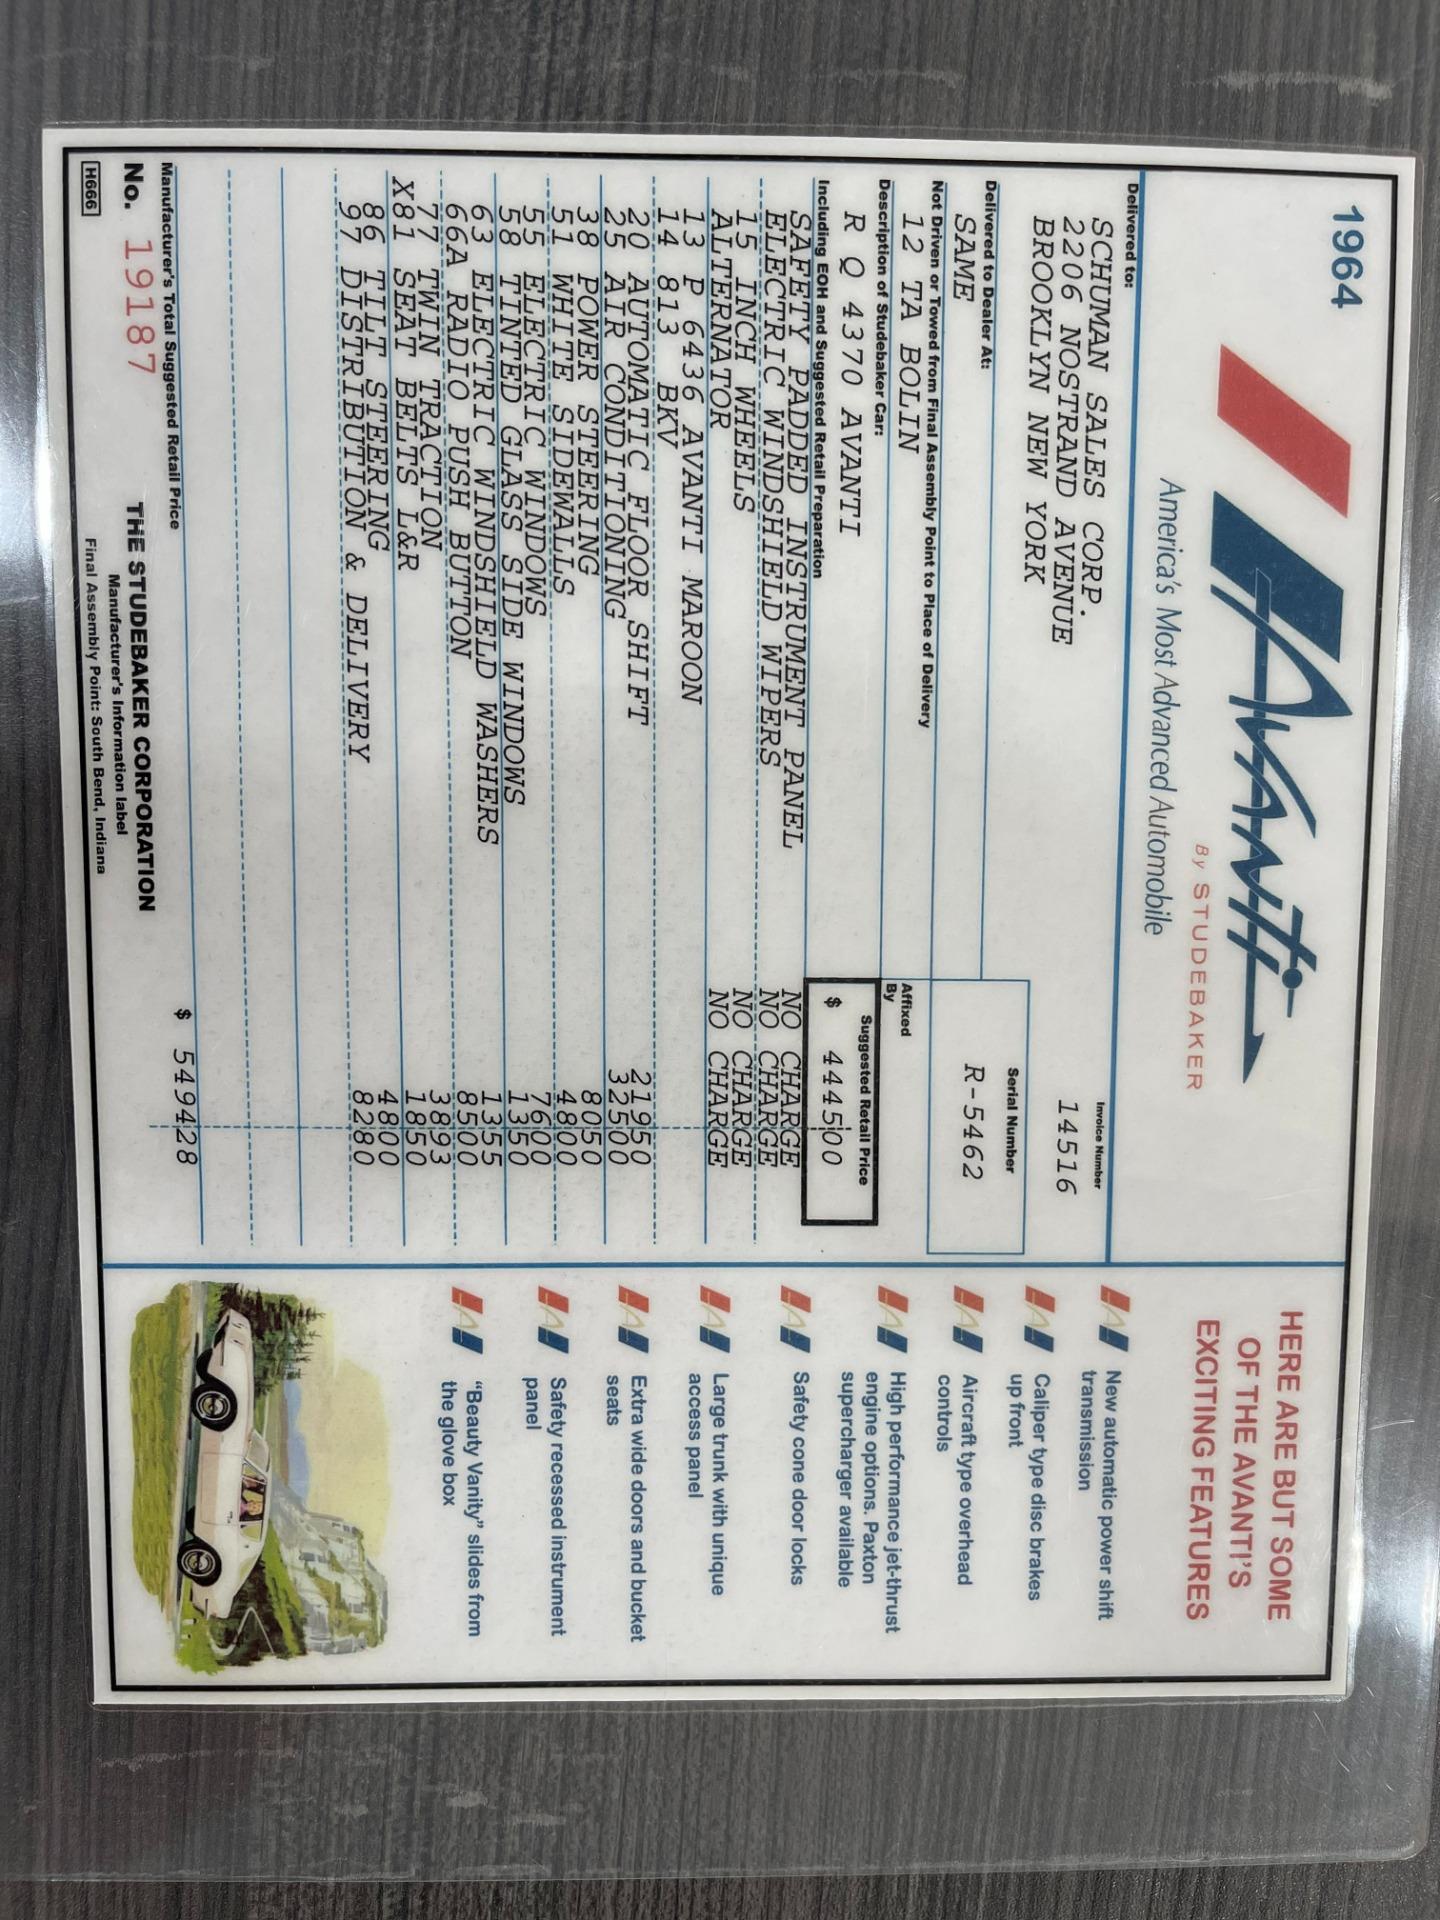 1964
AVANTI
By STUDEBAKER
America's Most Advanced Automobile
Delivered to:
Invoice Number
SCHUMAN SALES CORP.
14516
2206 NOSTRAND AVENUE
BROOKLYN NEW YORK
Delivered to Dealer At:
Serial Number
SAME
R-5462
Not Driven or Towed from Final Assembly Point to Place of Delivery
12 TA BOLIN
Affixed
By
Description of Studebaker Car:
R Q 4370 AVANTI
Suggested Retail Price
$ 444500
Including EOH and Suggested Retail Preparation
SAFETY PADDED INSTRUMENT PANEL NO CHARGE
ELECTRIC WINDSHIELD WIPERS NO CHARGE
15 INCH WHEELS NO CHARGE
ALTERNATOR NO CHARGE
13 P 6436 AVANTI MAROON
14 813 BKV
20 AUTOMATIC FLOOR SHIFT 21950
25 AIR CONDITIONING 32500
38 POWER STEERING 8050
51 WHITE SIDEWALLS 4800
55 ELECTRIC WINDOWS 7600
58 TINTED GLASS SIDE WINDOWS 1350
63 ELECTRIC WINDSHIELD WASHERS 1355
66A RADIO PUSH BUTTON 8500
77 TWIN TRACTION 3893
X81 SEAT BELTS L&R 1850
86 TILT STEERING 4800
97 DISTRIBUTION & DELIVERY 8280
Manufacturer's Total Suggested Retail Price
$ 549428
No. 19187
THE STUDEBAKER CORPORATION
Manufacturer's Information label
H666
Final Assembly Point: South Bend, Indiana
HERE ARE BUT SOME
OF THE AVANTI'S
EXCITING FEATURES
New automatic power shift
transmission
Caliper type disc brakes
up front
Aircraft type overhead
controls
High performance jet-thrust
engine options. Paxton
supercharger available
Safety cone door locks
Large trunk with unique
access panel
Extra wide doors and bucket
seats
Safety recessed instrument
panel
"Beauty Vanity" slides from
the glove box